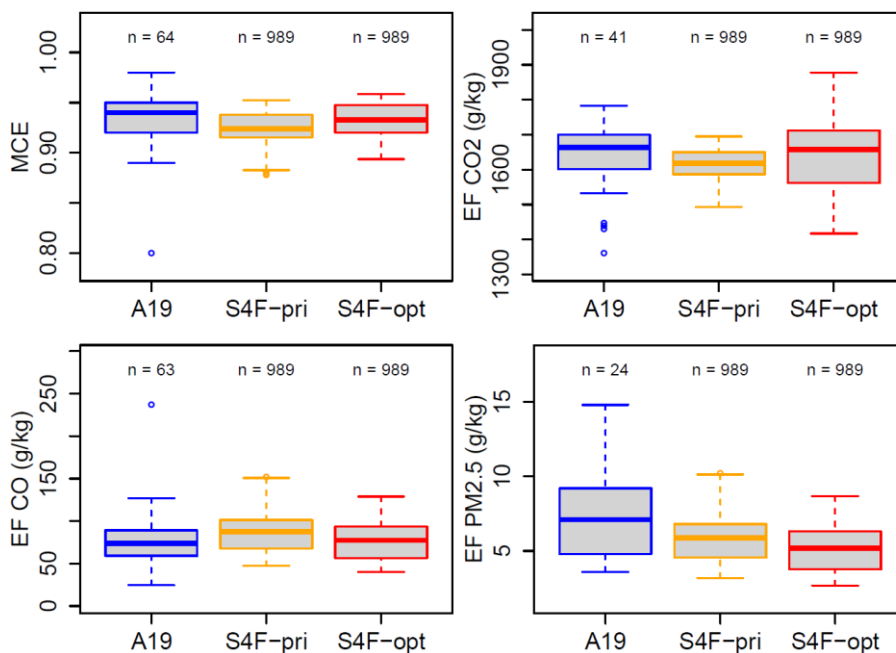 n = 64 n = 989 n = 989
1.00
0.90
0.80
MCE
A19 S4F-pri S4F-opt
n = 41 n = 989 n = 989
1900
1600
1300
EF CO2 (g/kg)
A19 S4F-pri S4F-opt
n = 63 n = 989 n = 989
250
150
50
0
EF CO (g/kg)
A19 S4F-pri S4F-opt
n = 24 n = 989 n = 989
15
10
5
EF PM2.5 (g/kg)
A19 S4F-pri S4F-opt